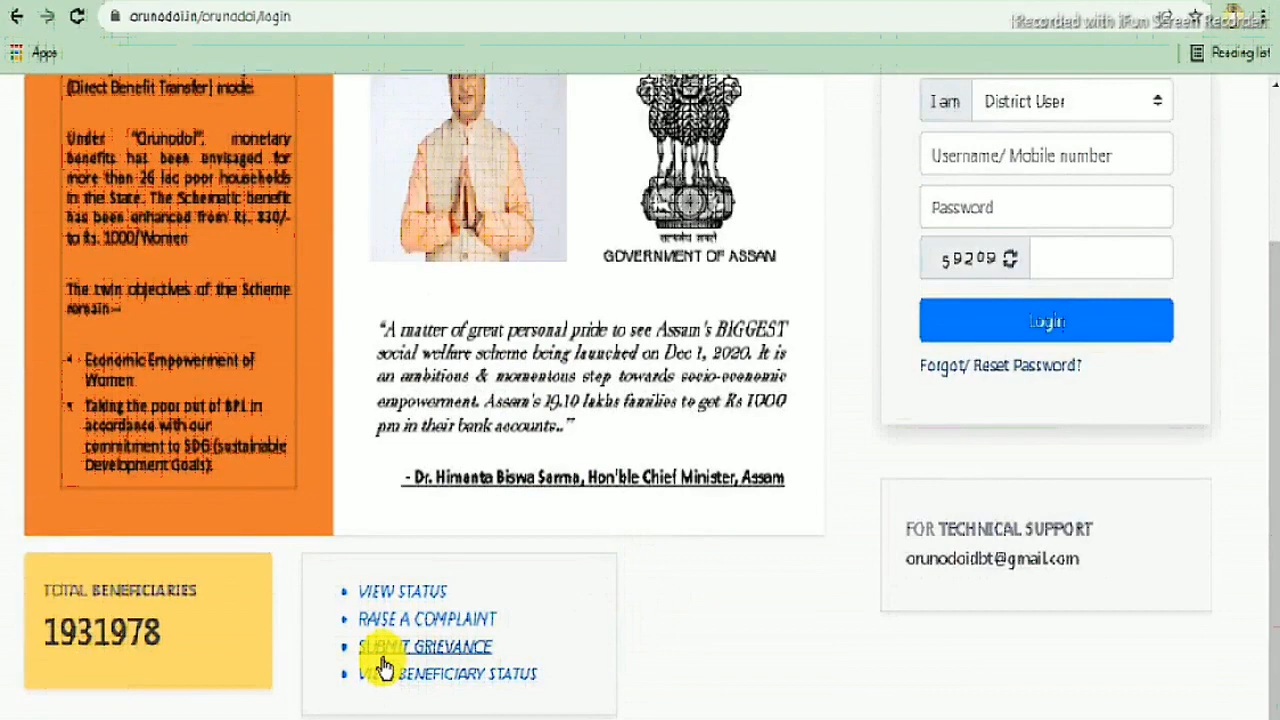 orunodoi.in/orunodoi/login
Recorded with iFun Screen Recorder
Apps
Reading list
(Direct Benefit Transfer) mode.
Under "Orunodoi", monetary
benefits has been envisaged for
more than 26 lac poor households
in the State. The Schematic benefit
has been enhanced from Rs. 830/-
to Rs. 1000/Women
The twin objectives of the Scheme
remain –
Economic Empowerment of
Women
Taking the poor out of BPL in
accordance with our
commitment to SDG (sustainable
Development Goals).
सत्यमेव जयते
GOVERNMENT OF ASSAM
"A matter of great personal pride to see Assam's BIGGEST
social welfare scheme being launched on Dec 1, 2020. It is
an ambitious & momentous step towards socio-economic
empowerment. Assam's 19.10 lakhs families to get Rs 1000
pm in their bank accounts.."
- Dr. Himanta Biswa Sarma, Hon'ble Chief Minister, Assam
I am District User
Username/ Mobile number
Password
59209
Login
Forgot/ Reset Password?
FOR TECHNICAL SUPPORT
orunodoidbt@gmail.com
TOTAL BENEFICIARIES
1931978
VIEW STATUS
RAISE A COMPLAINT
SUBMIT GRIEVANCE
VIEW BENEFICIARY STATUS